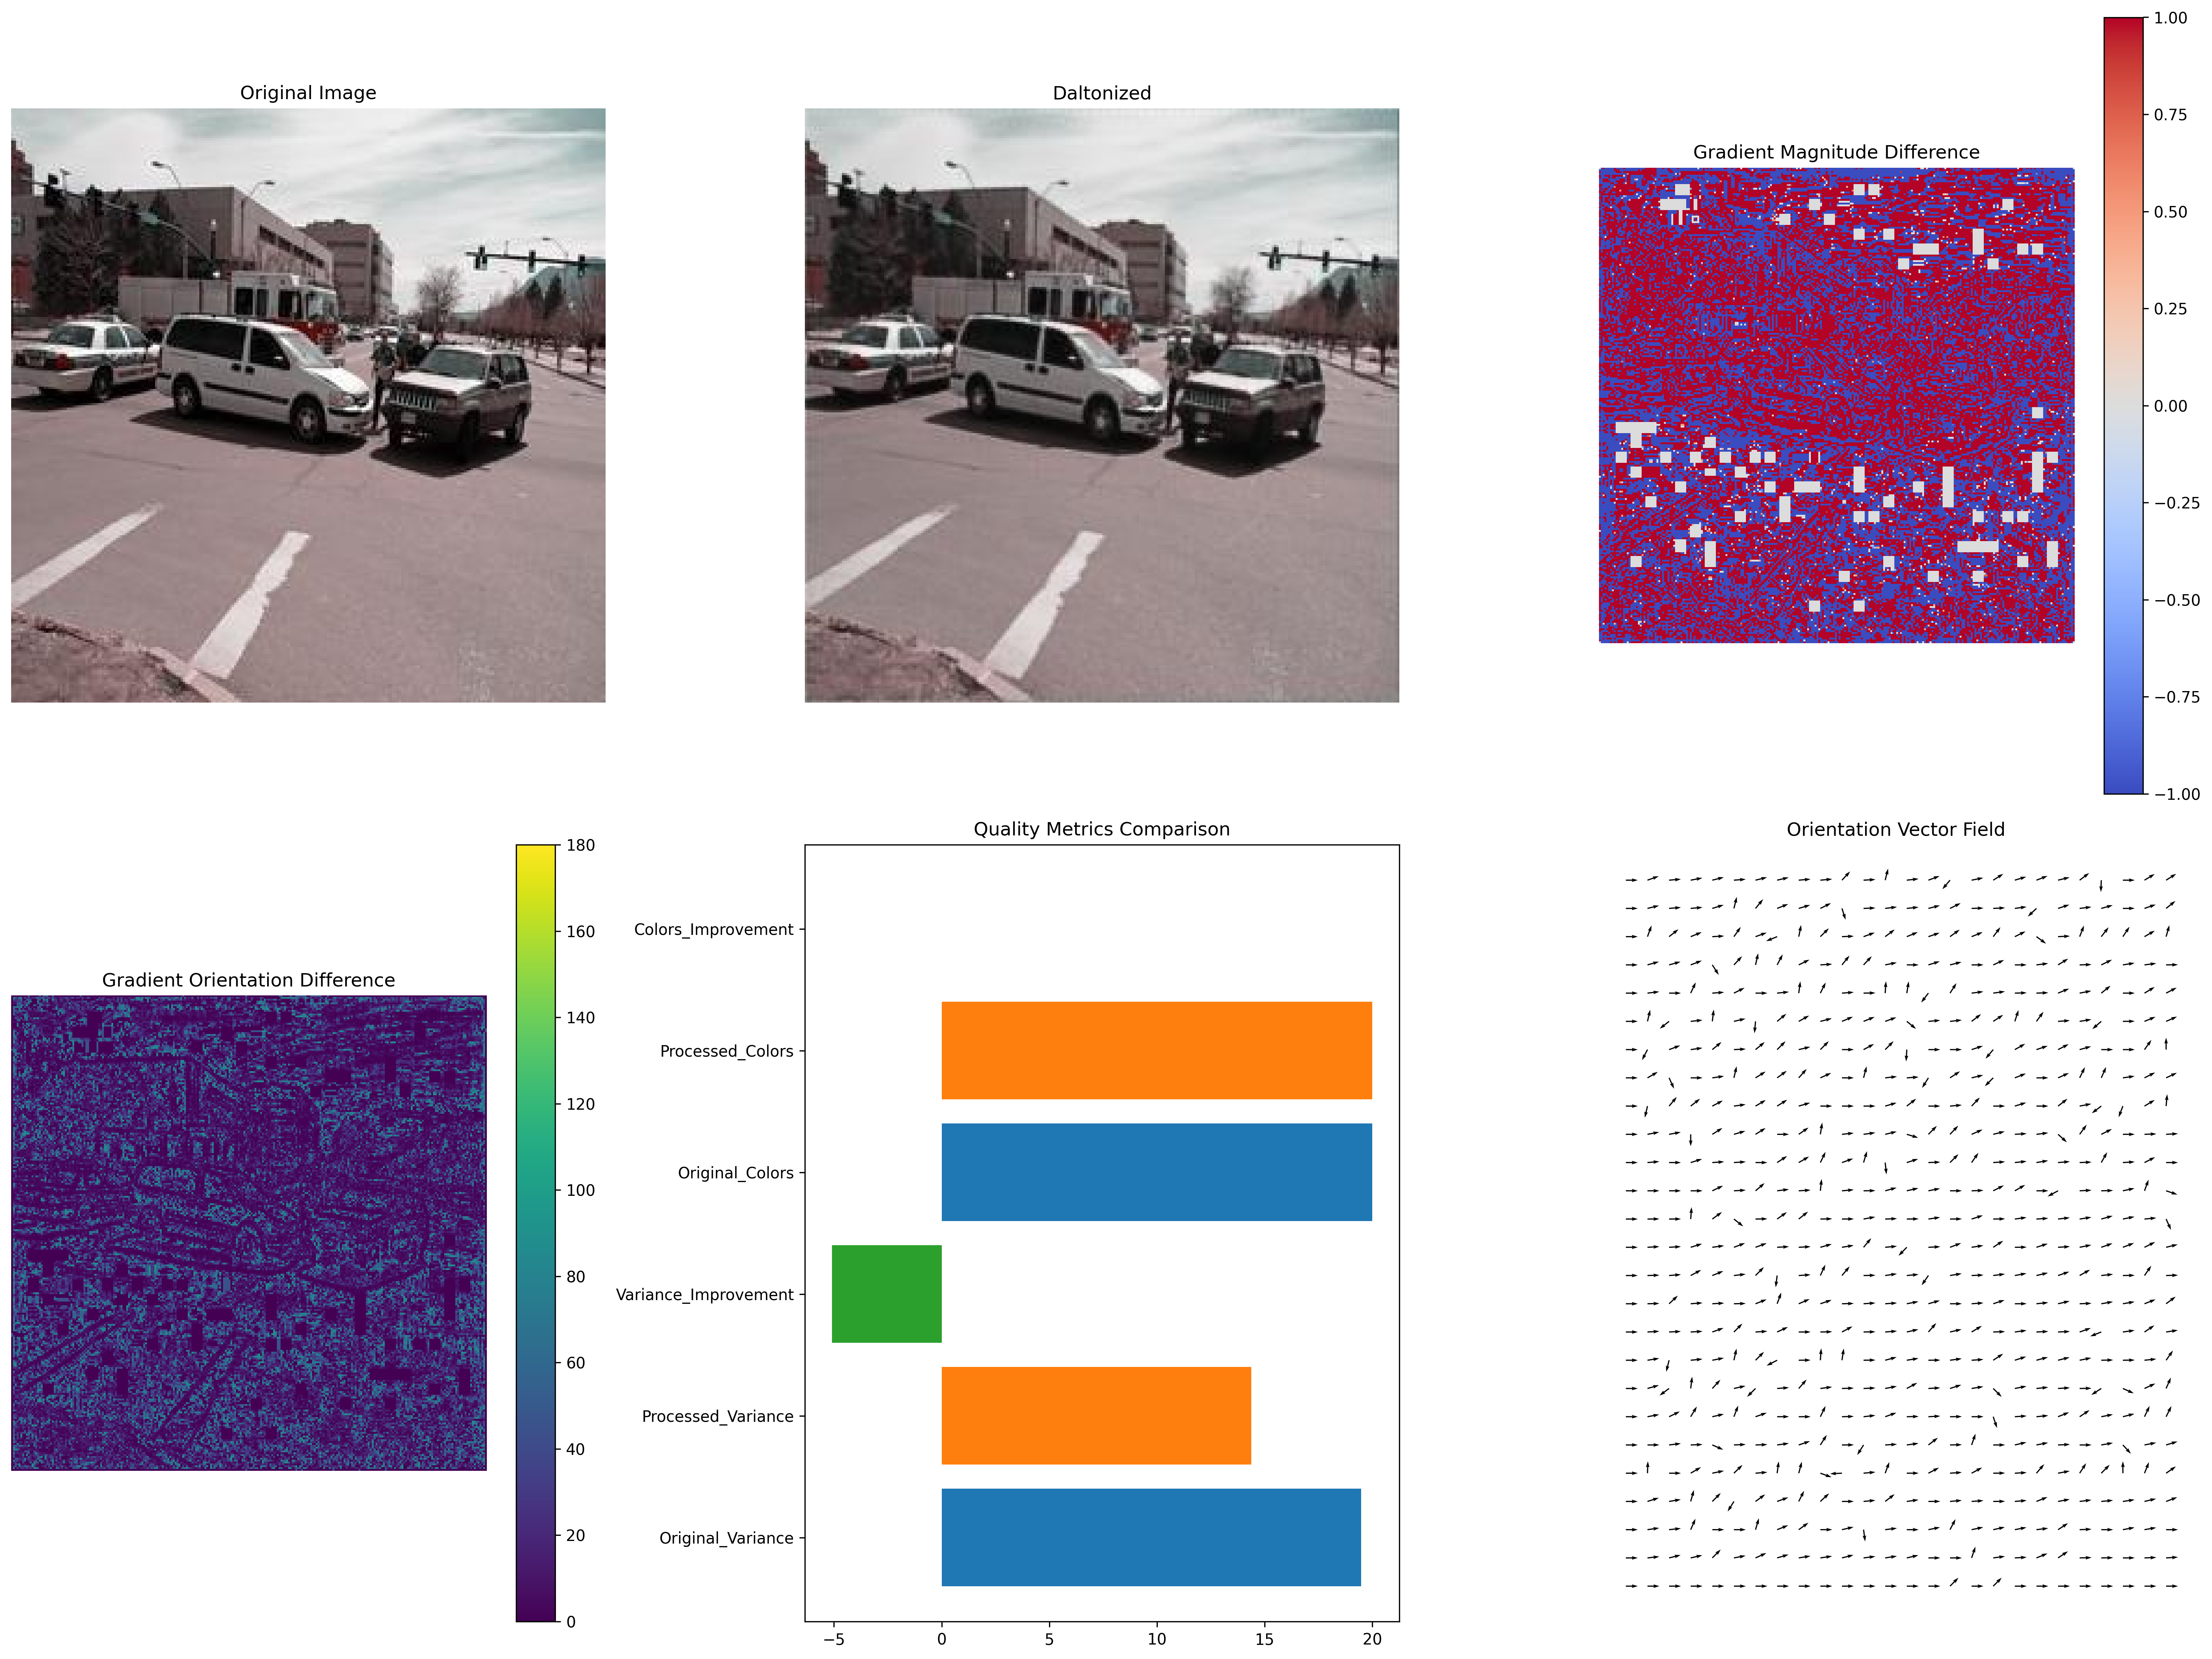 Original Image
Daltonized
Gradient Magnitude Difference
1.00
0.75
0.50
0.25
0.00
−0.25
−0.50
−0.75
−1.00
Gradient Orientation Difference
180
160
140
120
100
80
60
40
20
0
Quality Metrics Comparison
Colors_Improvement
Processed_Colors
Original_Colors
Variance_Improvement
Processed_Variance
Original_Variance
−5
0
5
10
15
20
Orientation Vector Field